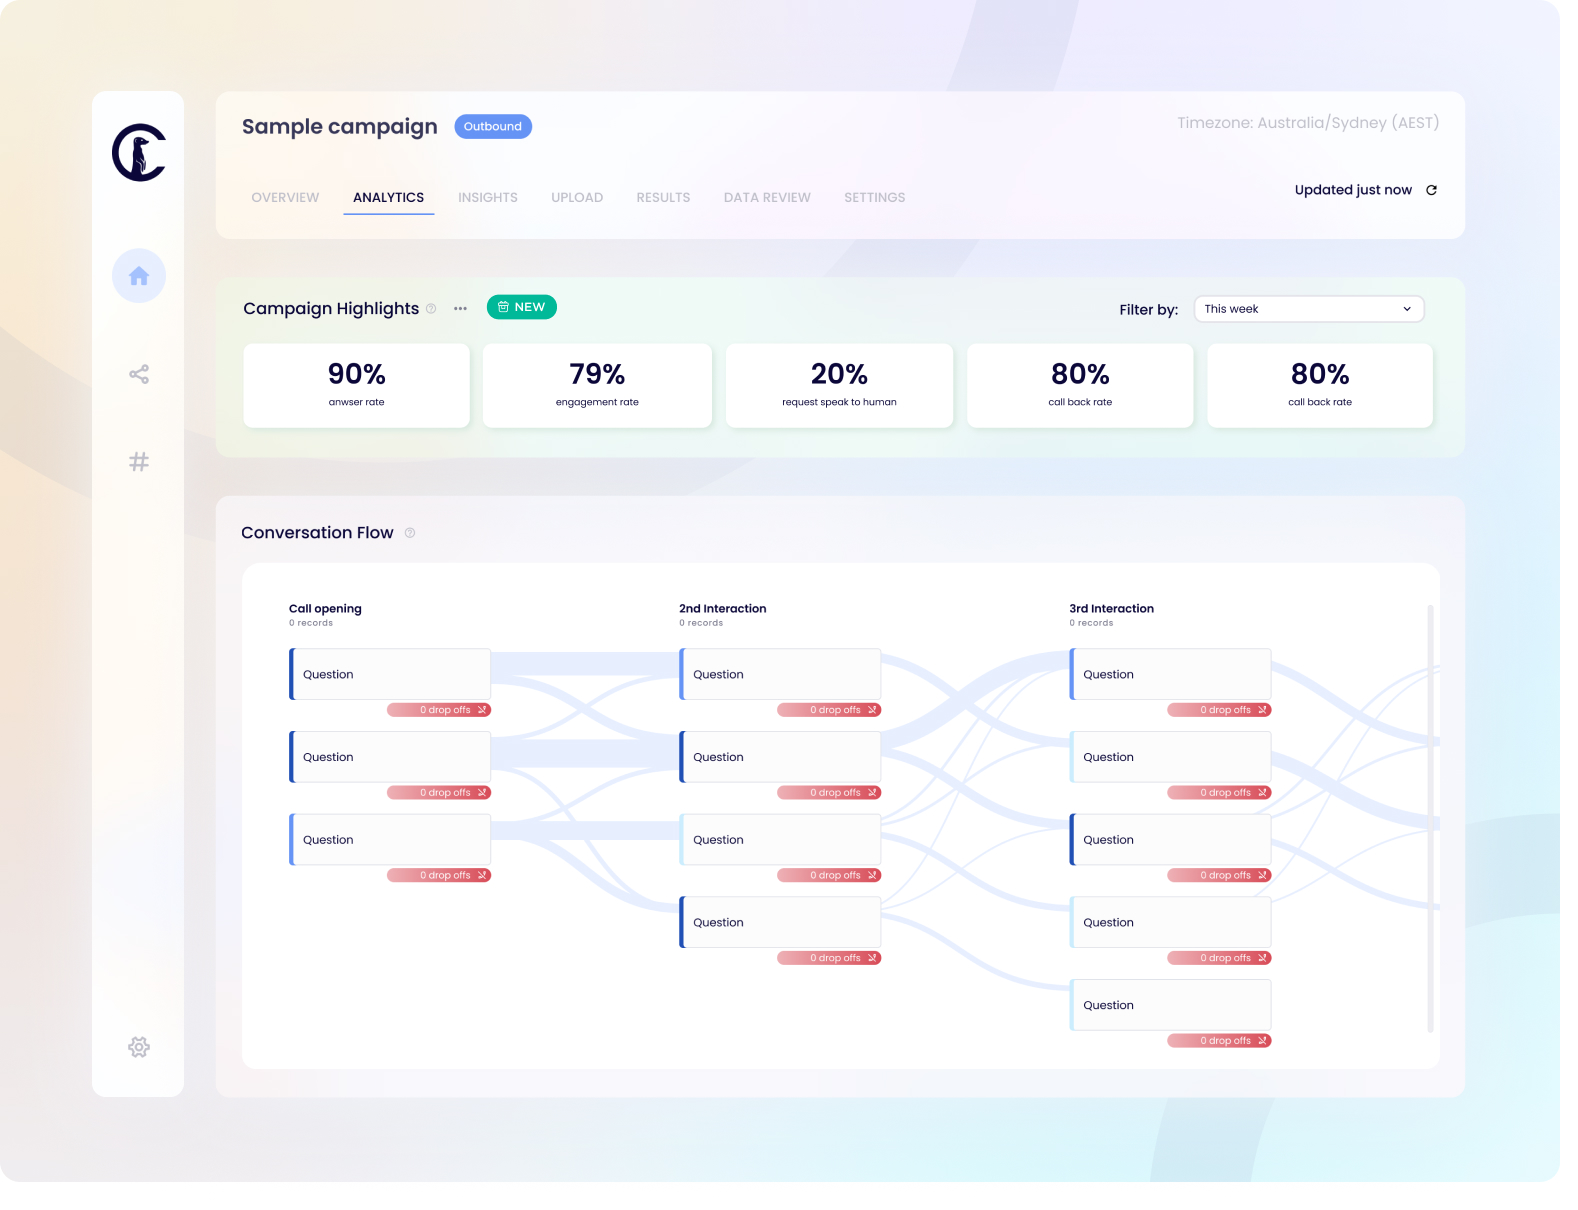 Sample campaign
Outbound
Timezone: Australia/Sydney (AEST)
OVERVIEW
ANALYTICS
INSIGHTS
UPLOAD
RESULTS
DATA REVIEW
SETTINGS
Updated just now
Campaign Highlights
NEW
Filter by:
This week
90%
anwser rate
79%
engagement rate
20%
request speak to human
80%
call back rate
80%
call back rate
Conversation Flow
Call opening
0 records
Question
0 drop offs
Question
0 drop offs
Question
0 drop offs
2nd Interaction
0 records
Question
0 drop offs
Question
0 drop offs
Question
0 drop offs
Question
0 drop offs
3rd Interaction
0 records
Question
0 drop offs
Question
0 drop offs
Question
0 drop offs
Question
0 drop offs
Question
0 drop offs